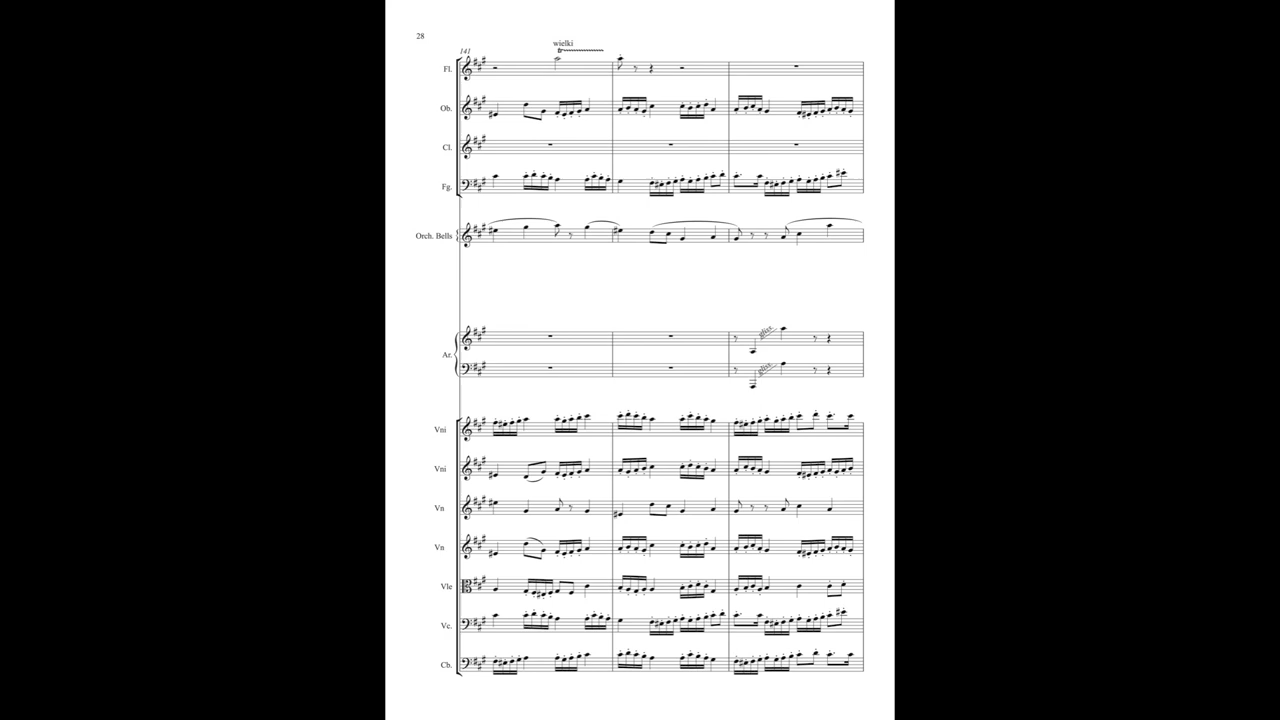 28
141
wielki
Fl.
Ob.
Cl.
Fg.
Orch. Bells
Ar.
gliss.
gliss.
Vni
Vni
Vn
Vn
Vle
Vc.
Cb.